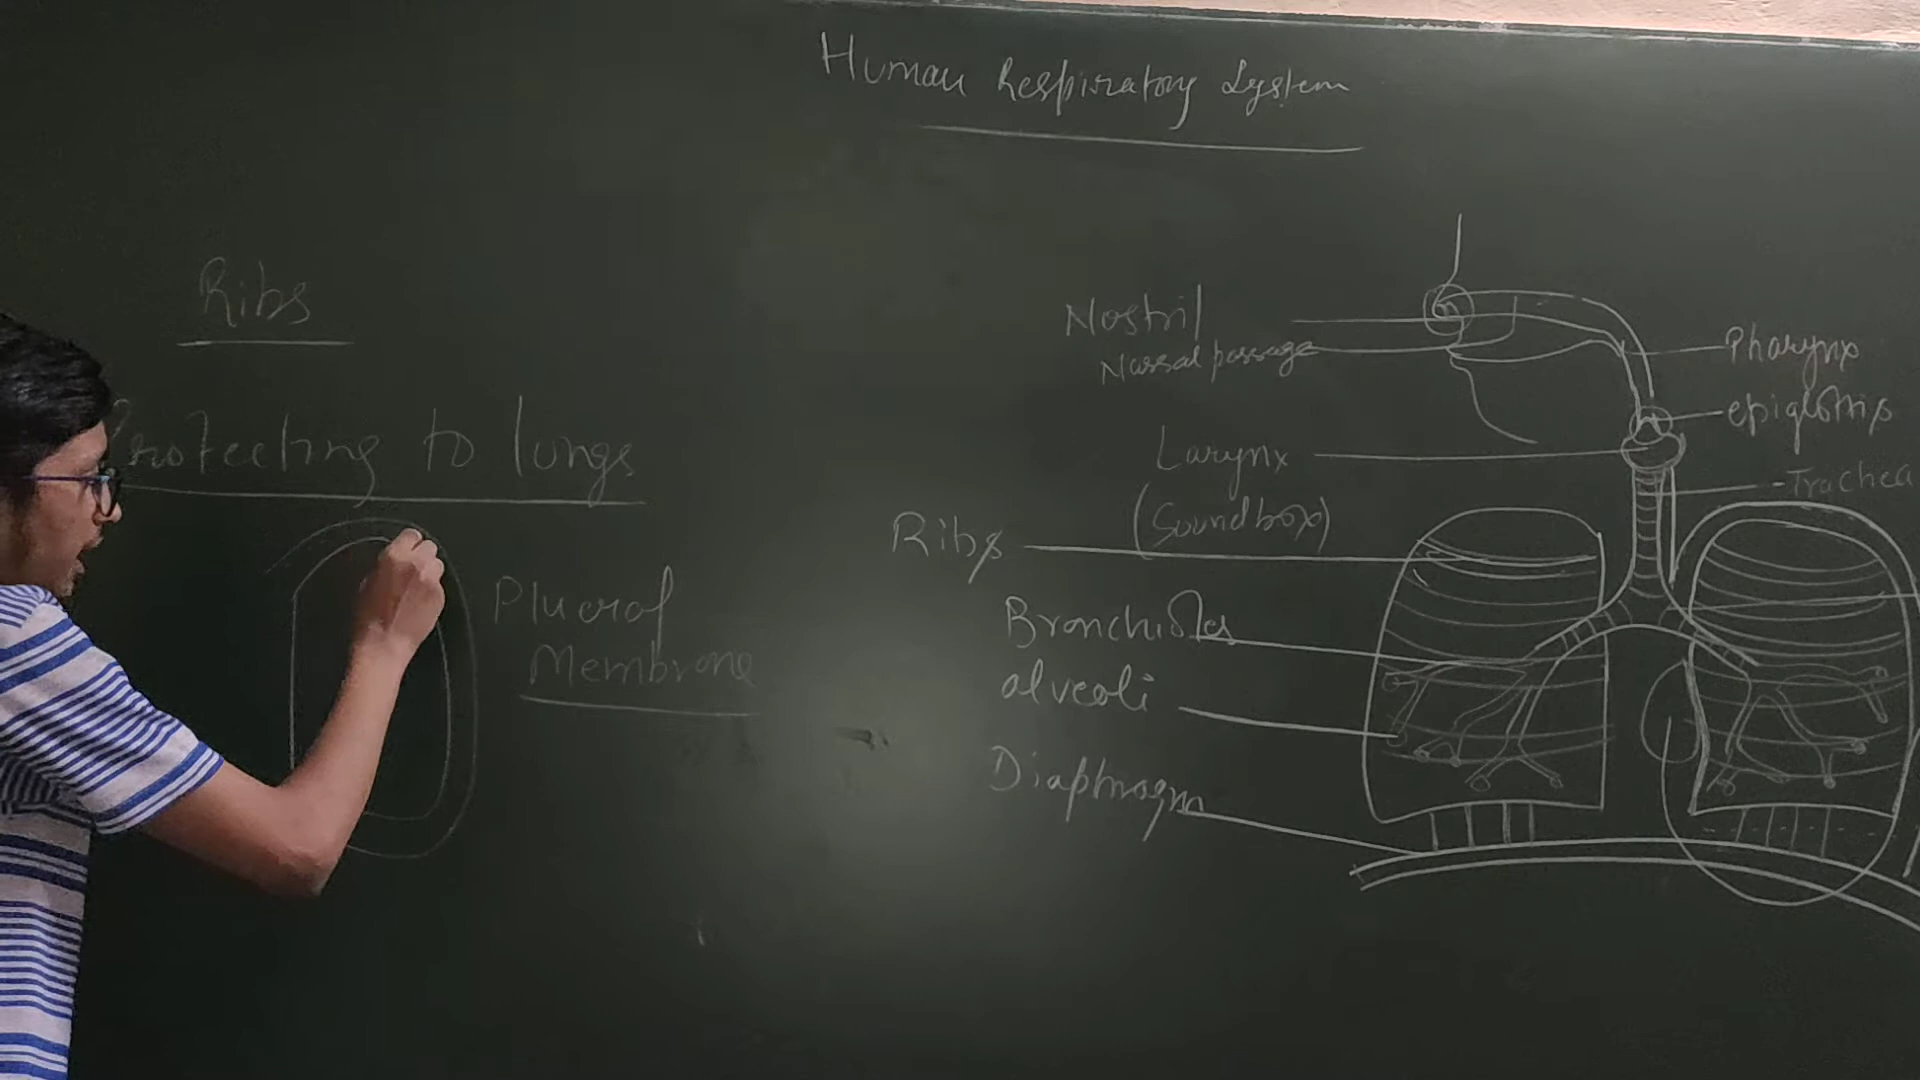 Human Respiratory System
Ribs
Protecting to lungs
Plueral
Membrane
Nostril
Nassal passage
Larynx
(Soundbox)
Ribs
Bronchioles
alveoli
Diaphragm
Pharynx
epiglottis
Trachea